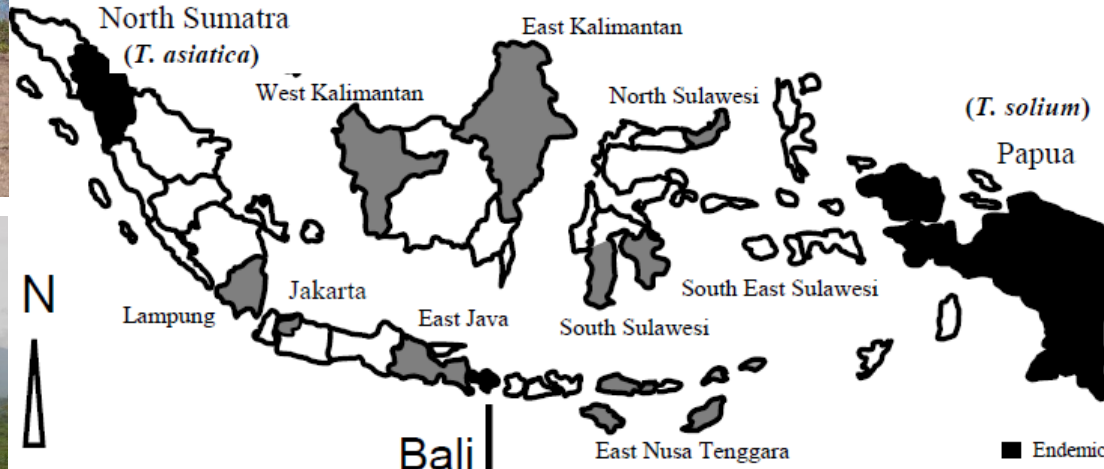 North Sumatra
(T. asiatica)
East Kalimantan
West Kalimantan
North Sulawesi
(T. solium)
Papua
N
Lampung
Jakarta
East Java
South East Sulawesi
South Sulawesi
Bali
East Nusa Tenggara
Endemic